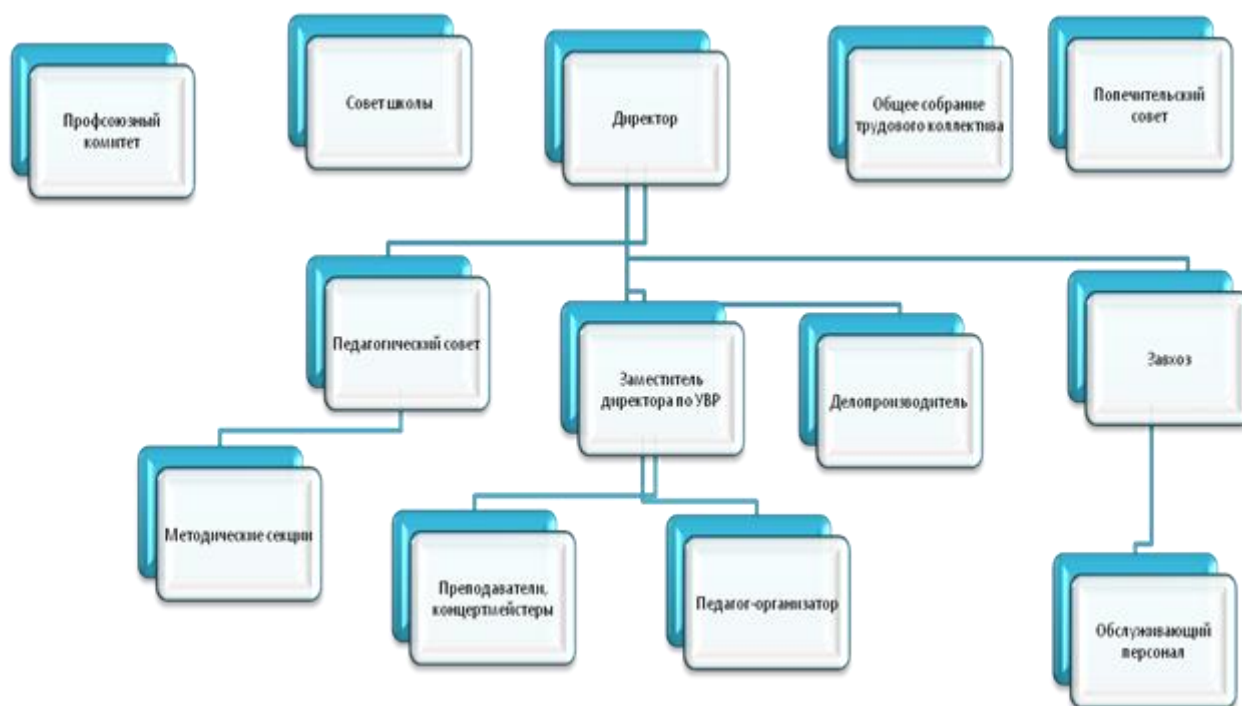 Профсоюзный
комитет
Совет школы
Директор
Общее собрание
трудового коллектива
Попечительский
совет
Педагогический совет
Заместитель
директора по УВР
Делопроизводитель
Завхоз
Методические секции
Преподаватели,
концертмейстеры
Педагог-организатор
Обслуживающий
персонал